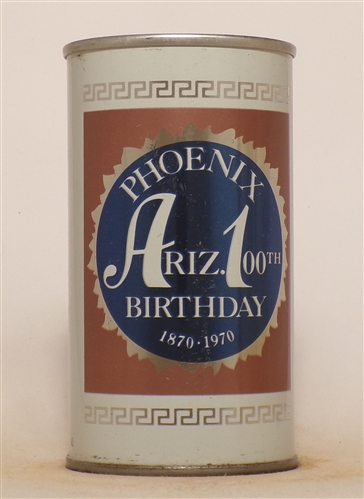 PHOENIX
ARIZ. 100TH
BIRTHDAY
1870·1970